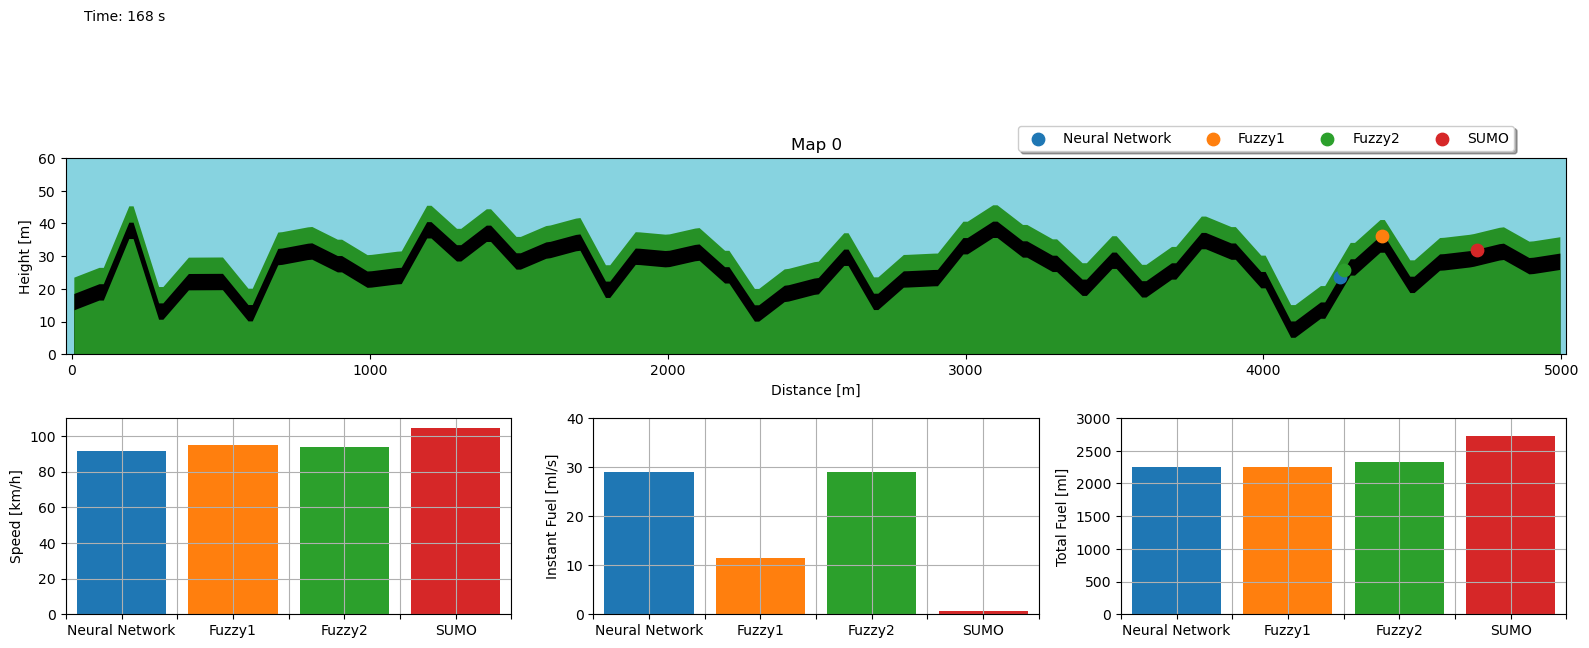 Time: 168 s
Map 0
Neural Network Fuzzy1 Fuzzy2 SUMO
60
50
40
30
20
10
0
Height [m]
0 1000 2000 3000 4000 5000
Distance [m]
100
80
60
40
20
0
Speed [km/h]
Neural Network Fuzzy1 Fuzzy2 SUMO
40
30
20
10
0
Instant Fuel [ml/s]
Neural Network Fuzzy1 Fuzzy2 SUMO
3000
2500
2000
1500
1000
500
0
Total Fuel [ml]
Neural Network Fuzzy1 Fuzzy2 SUMO